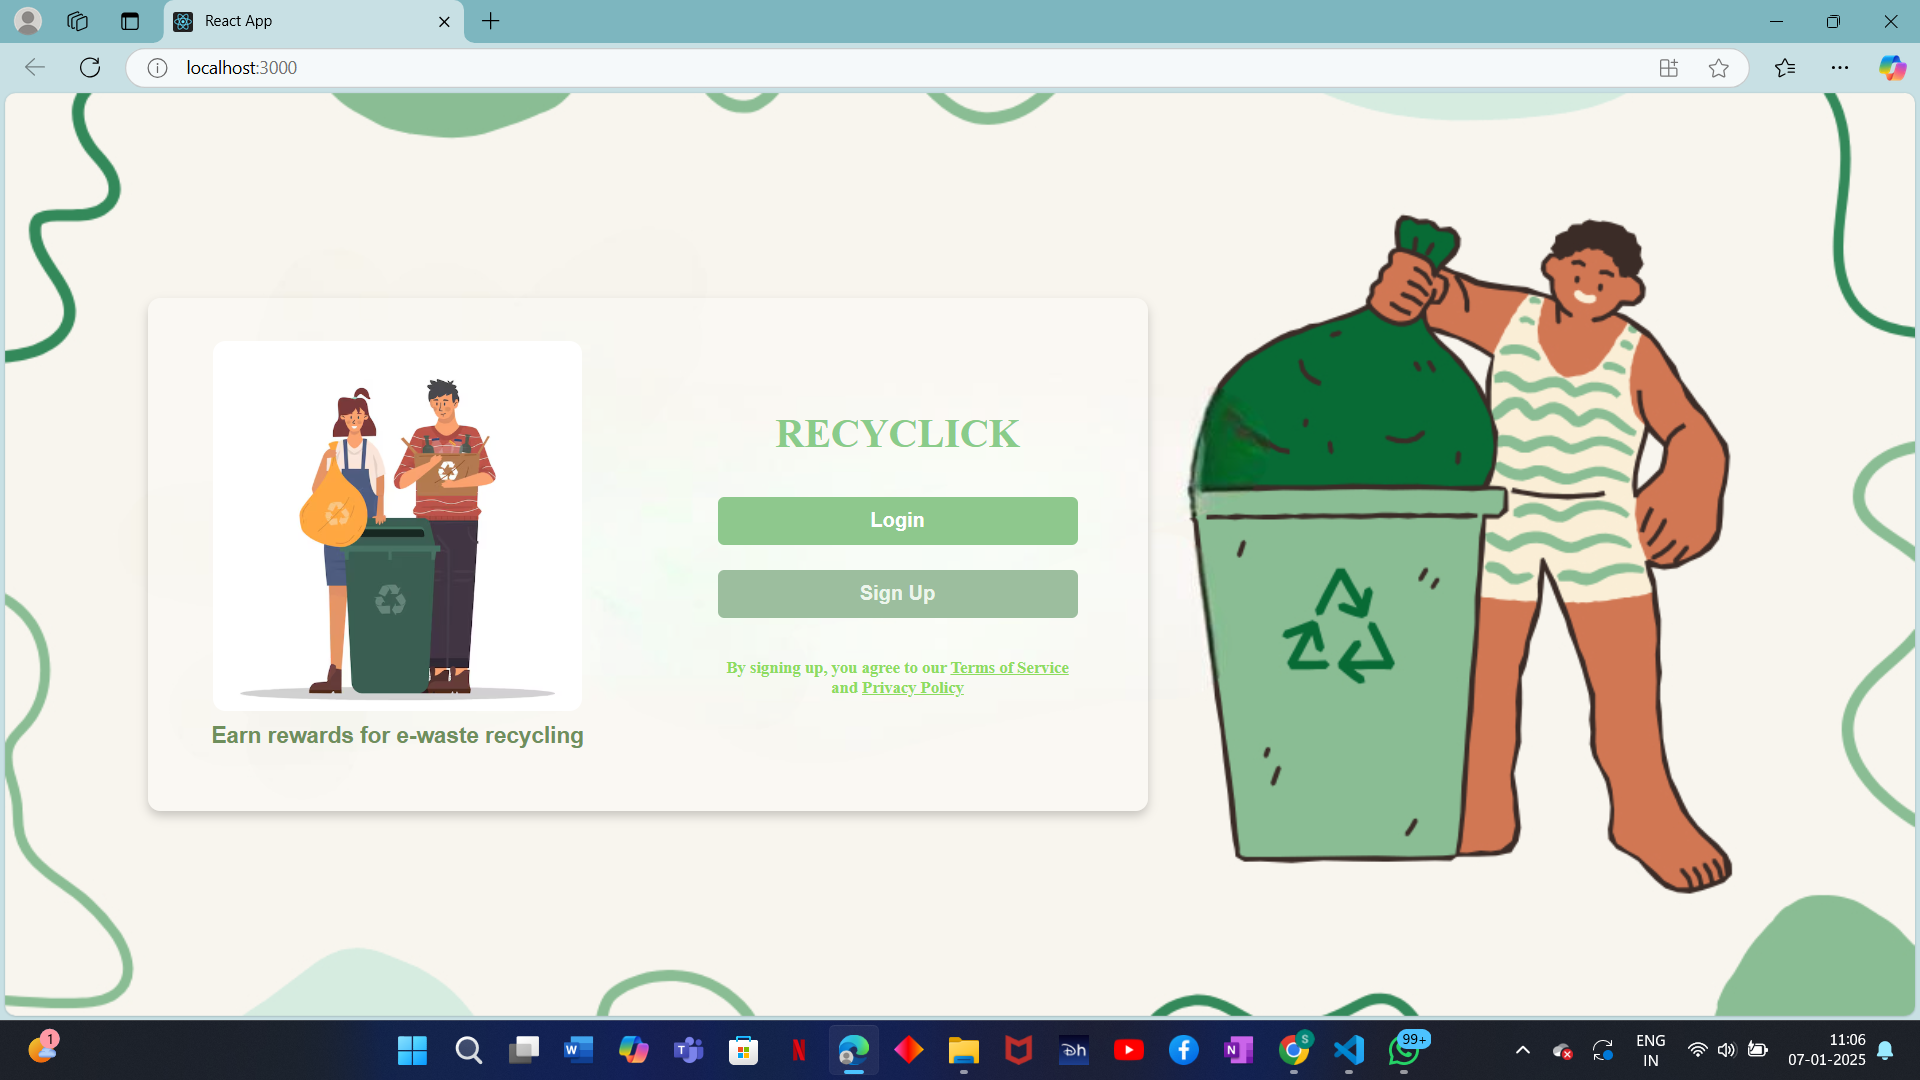 React App
localhost:3000
RECYCLICK
Login
Sign Up
By signing up, you agree to our Terms of Service
and Privacy Policy
Earn rewards for e-waste recycling
1
W
T
N
Dh
N
S
99+
ENG
IN
11:06
07-01-2025